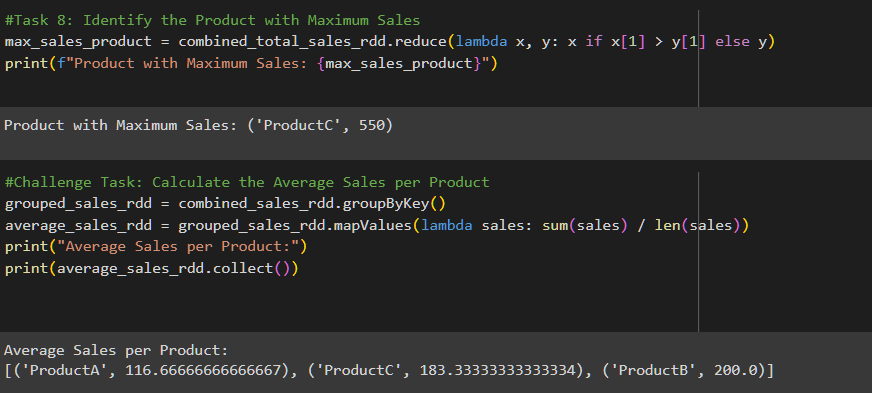 #Task 8: Identify the Product with Maximum Sales
max_sales_product = combined_total_sales_rdd.reduce(lambda x, y: x if x[1] > y[1] else y)
print(f"Product with Maximum Sales: {max_sales_product}")
Product with Maximum Sales: ('ProductC', 550)
#Challenge Task: Calculate the Average Sales per Product
grouped_sales_rdd = combined_sales_rdd.groupByKey()
average_sales_rdd = grouped_sales_rdd.mapValues(lambda sales: sum(sales) / len(sales))
print("Average Sales per Product:")
print(average_sales_rdd.collect())
Average Sales per Product:
[('ProductA', 116.66666666666667), ('ProductC', 183.33333333333334), ('ProductB', 200.0)]